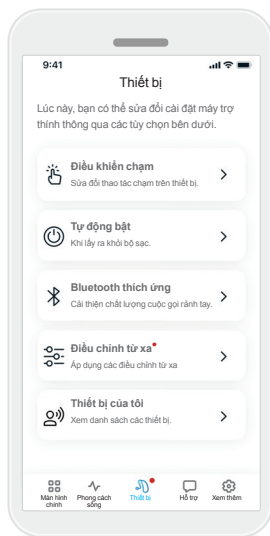 9:41
Thiết bị
Lúc này, bạn có thể sửa đổi cài đặt máy trợ
thính thông qua các tùy chọn bên dưới.
Điều khiển chạm
Sửa đổi thao tác chạm trên thiết bị.
Tự động bật
Khi lấy ra khỏi bộ sạc.
Bluetooth thích ứng
Cải thiện chất lượng cuộc gọi rảnh tay.
Điều chỉnh từ xa
Áp dụng các điều chỉnh từ xa
Thiết bị của tôi
Xem danh sách các thiết bị.
Màn hình chính
Phong cách sống
Thiết bị
Hỗ trợ
Xem thêm